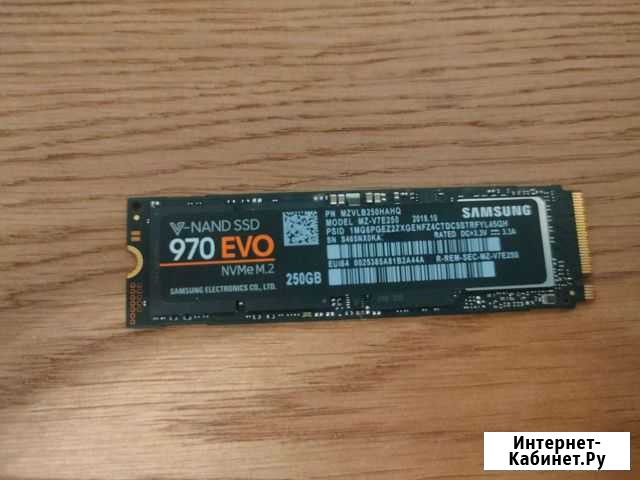 V-NAND SSD
970 EVO
NVMe M.2
SAMSUNG ELECTRONICS CO., LTD.
250GB
PN MZVLB250HAHQ
MODEL MZ-V7E250 2018.10
SAMSUNG
RATED DC+3.3V 3.3A
R-REM-SEC-MZ-V7E250
Интернет-
Кабинет.Ру